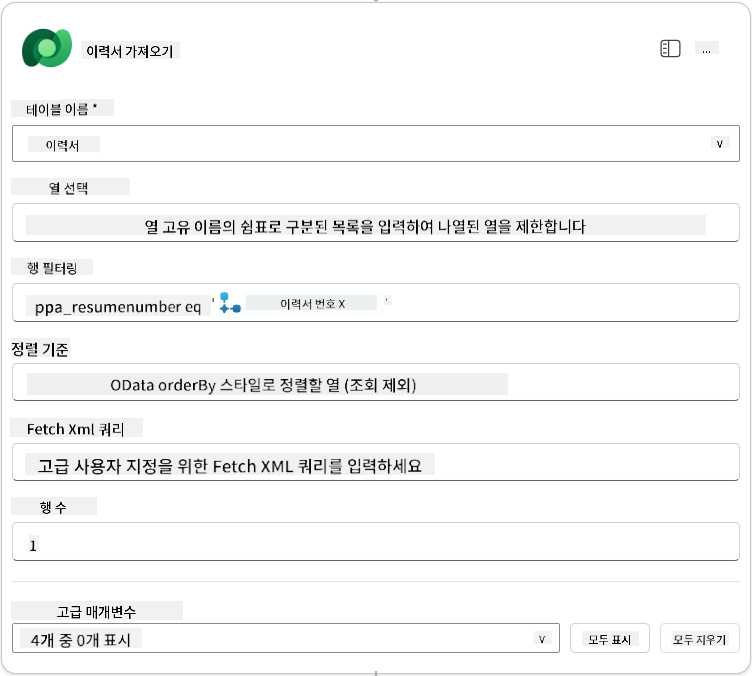 이력서 가져오기
...
테이블 이름 *
이력서
열 선택
열 고유 이름의 쉼표로 구분된 목록을 입력하여 나열된 열을 제한합니다
행 필터링
ppa_resumenumber eq ' 이력서 번호 X '
정렬 기준
OData orderBy 스타일로 정렬할 열 (조회 제외)
Fetch Xml 쿼리
고급 사용자 지정을 위한 Fetch XML 쿼리를 입력하세요
행 수
1
고급 매개변수
4개 중 0개 표시
모두 표시
모두 지우기